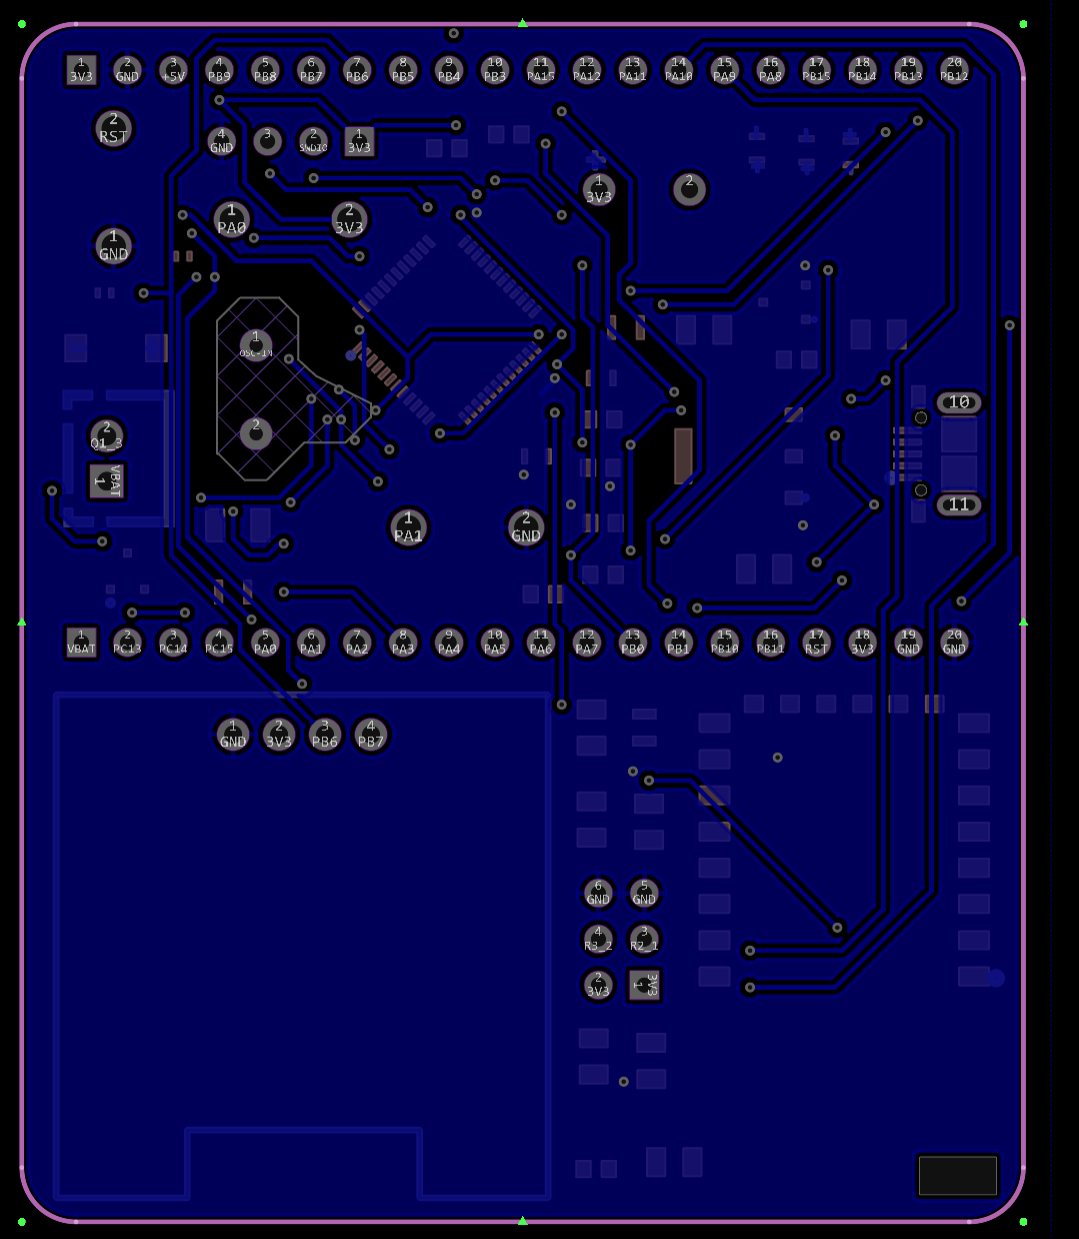 1 2 3 4 5 6 7 8 9 10 11 12 13 14 15 16 17 18 19 20
3V3 GND +5V PB9 PB8 PB7 PB6 PB5 PB4 PB3 PA15 PA12 PA11 PA10 PA9 PA8 PB15 PB14 PB13 PB12
2
RST
4 3 2 1
GND SWDIO 3V3
1 2
3V3
1 2
PA0 3V3
1
GND
1
OSC-IN
10
2
2
Q1_3
1
VBAT
11
1 2
PA1 GND
1 2 3 4 5 6 7 8 9 10 11 12 13 14 15 16 17 18 19 20
VBAT PC13 PC14 PC15 PA0 PA1 PA2 PA3 PA4 PA5 PA6 PA7 PB0 PB1 PB10 PB11 RST 3V3 GND GND
1 2 3 4
GND 3V3 PB6 PB7
6 5
GND GND
4 3
R3_2 R2_1
2 1
3V3 3V3